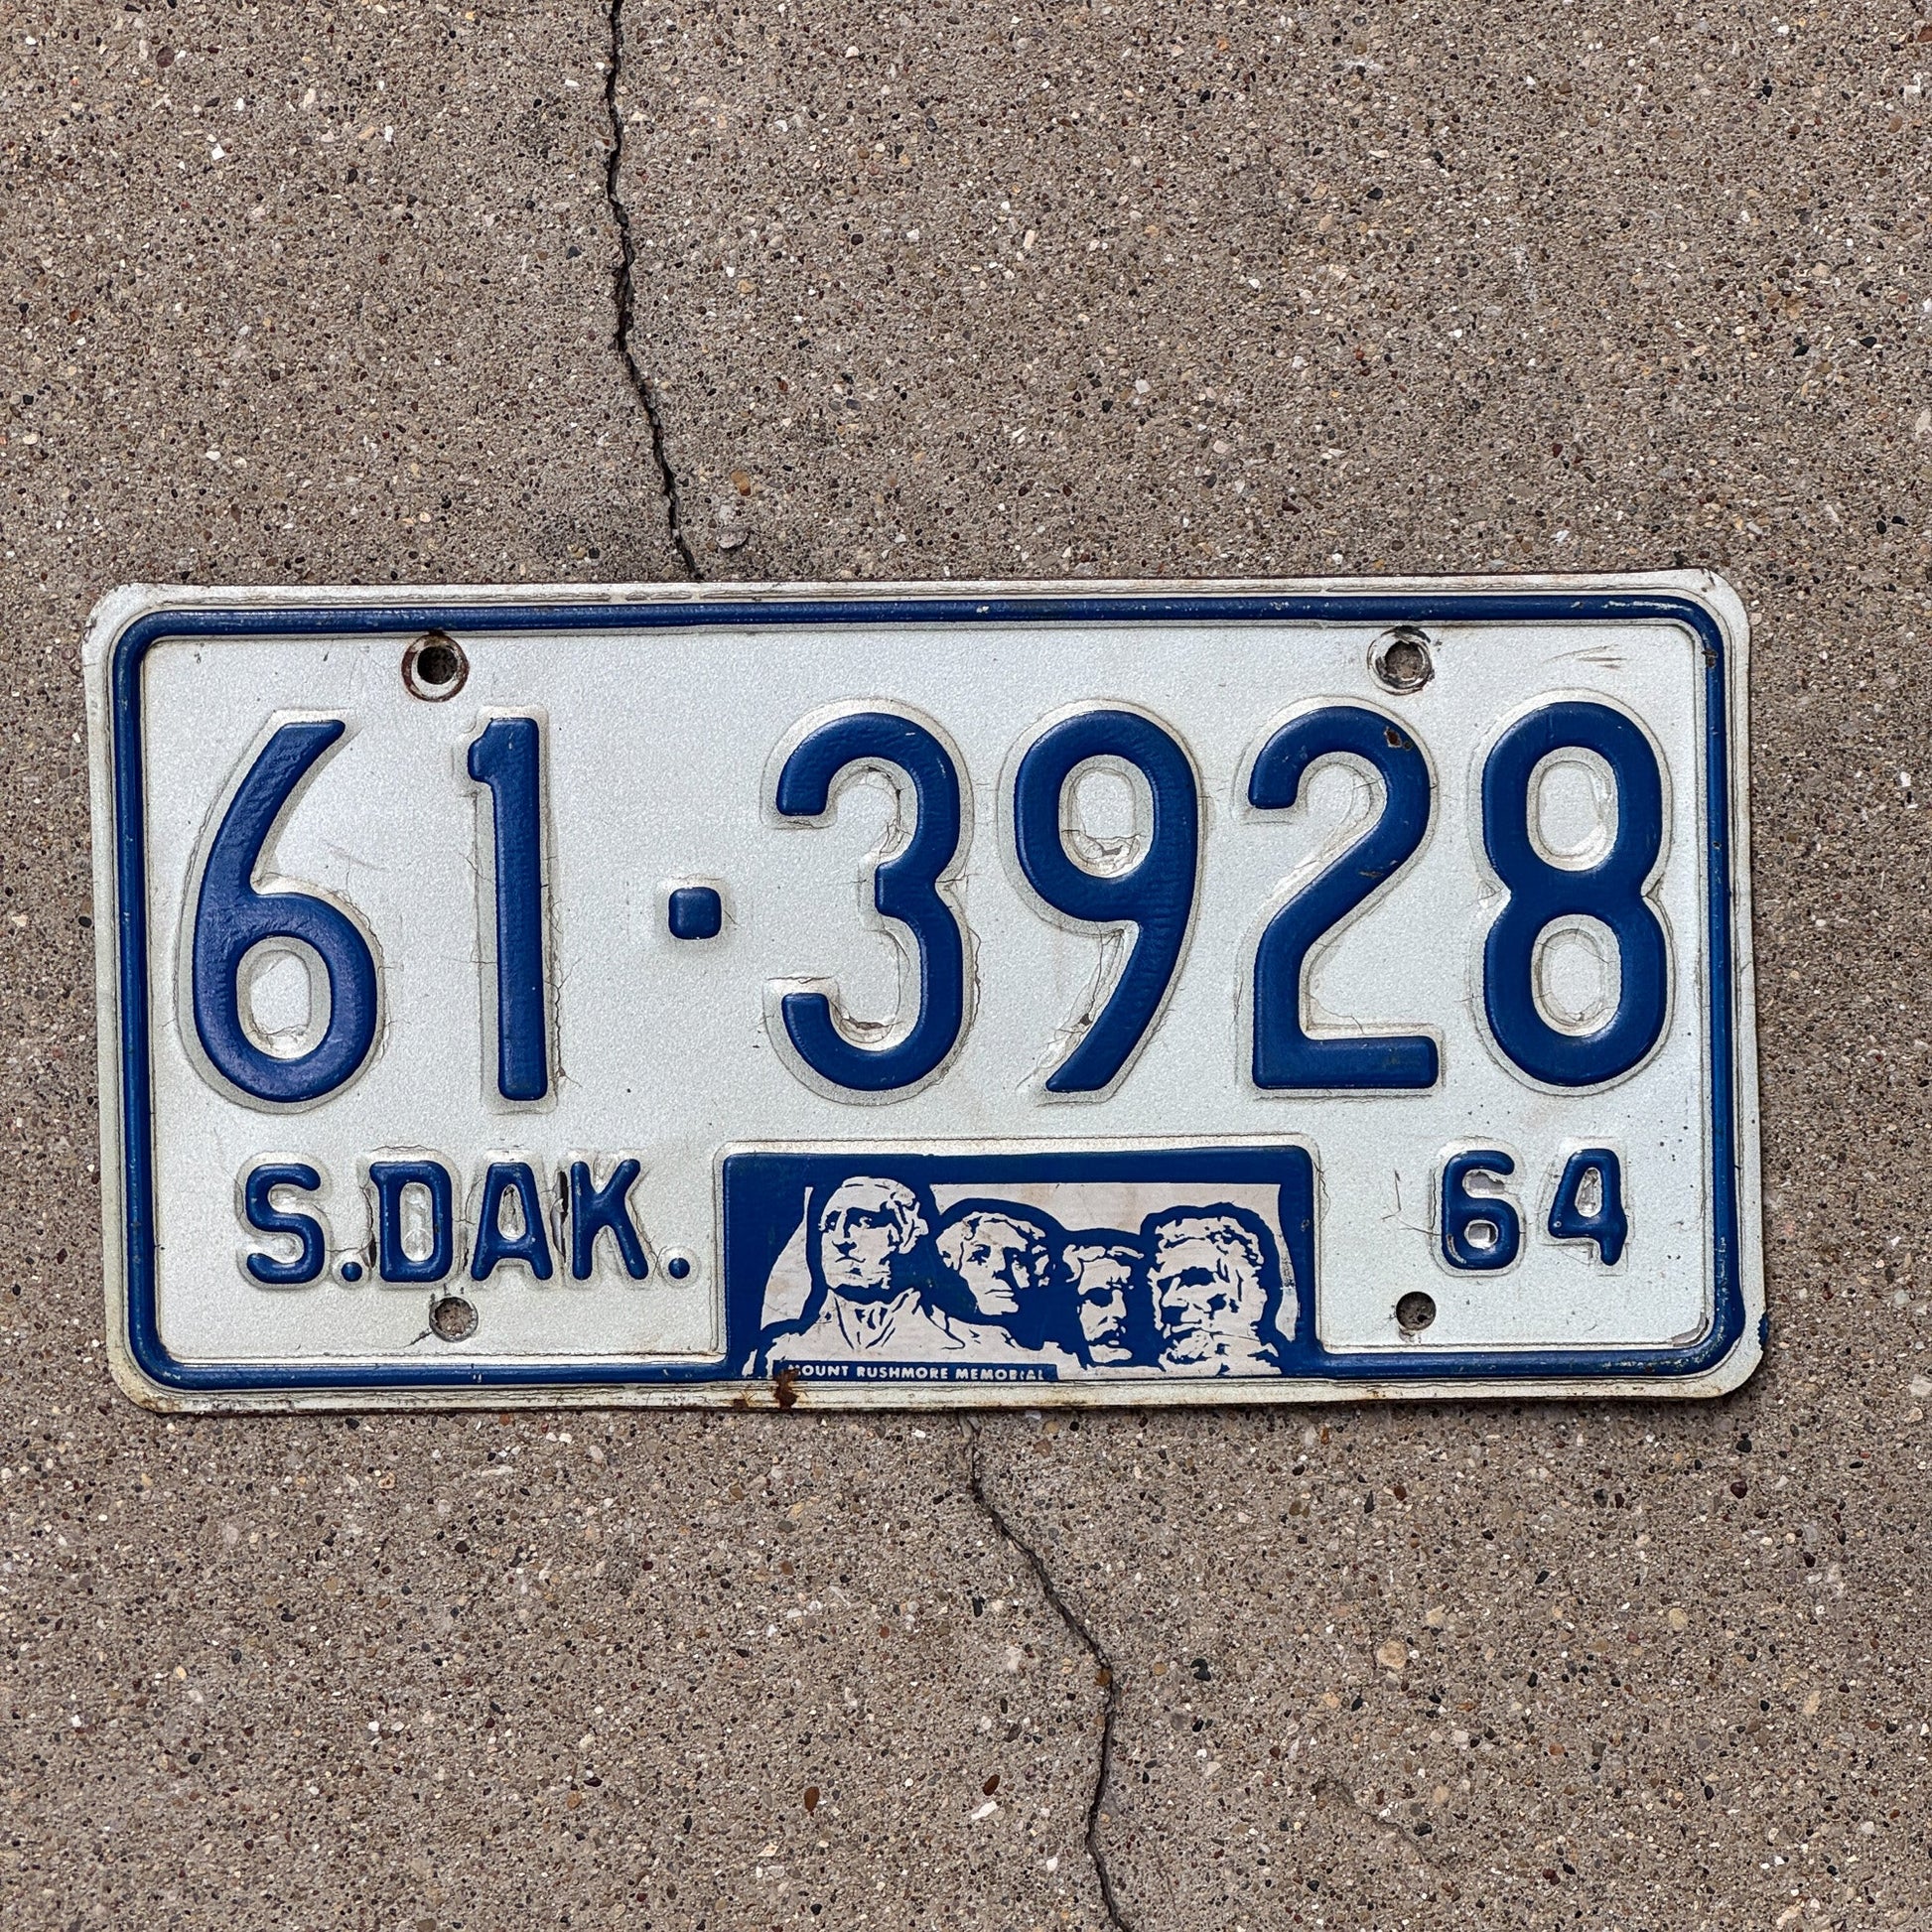 61·3928
S.DAK. 64
MOUNT RUSHMORE MEMORIAL